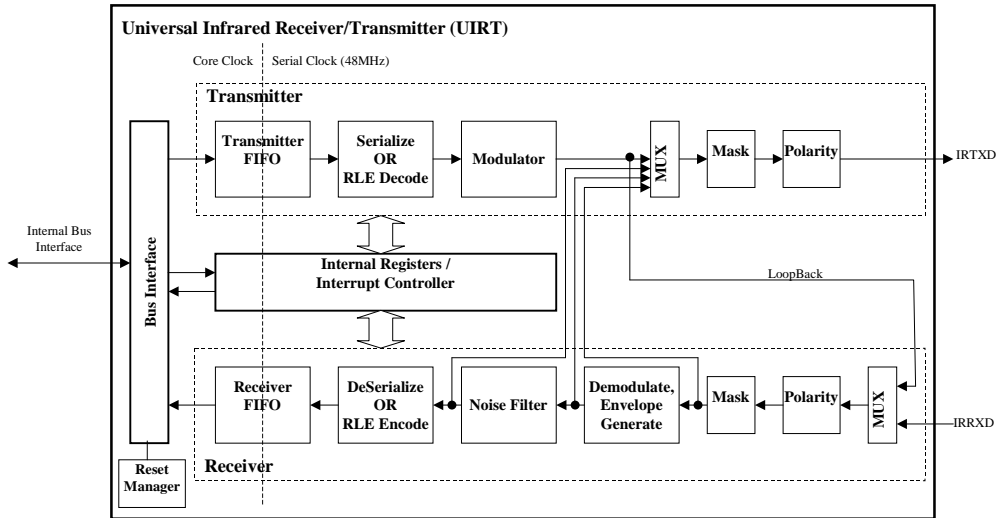 Universal Infrared Receiver/Transmitter (UIRT)
Core Clock
Serial Clock (48MHz)
Transmitter
Transmitter
FIFO
Serialize
OR
RLE Decode
Modulator
MUX
Mask
Polarity
IRTXD
Internal Bus
Interface
Bus Interface
Internal Registers /
Interrupt Controller
LoopBack
Receiver
FIFO
DeSerialize
OR
RLE Encode
Noise Filter
Demodulate,
Envelope
Generate
Mask
Polarity
MUX
IRRXD
Reset
Manager
Receiver